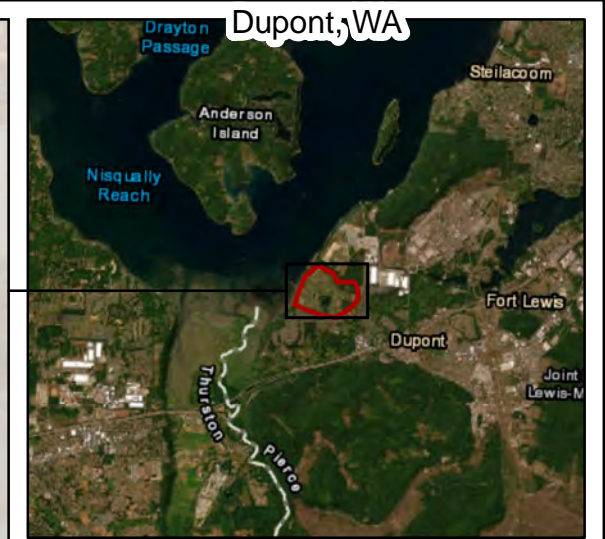 Dupont, WA
Drayton
Passage
Steilacoom
Anderson
Island
Nisqually
Reach
Fort Lewis
Dupont
Joint
Lewis-M
Thurston
Pierce